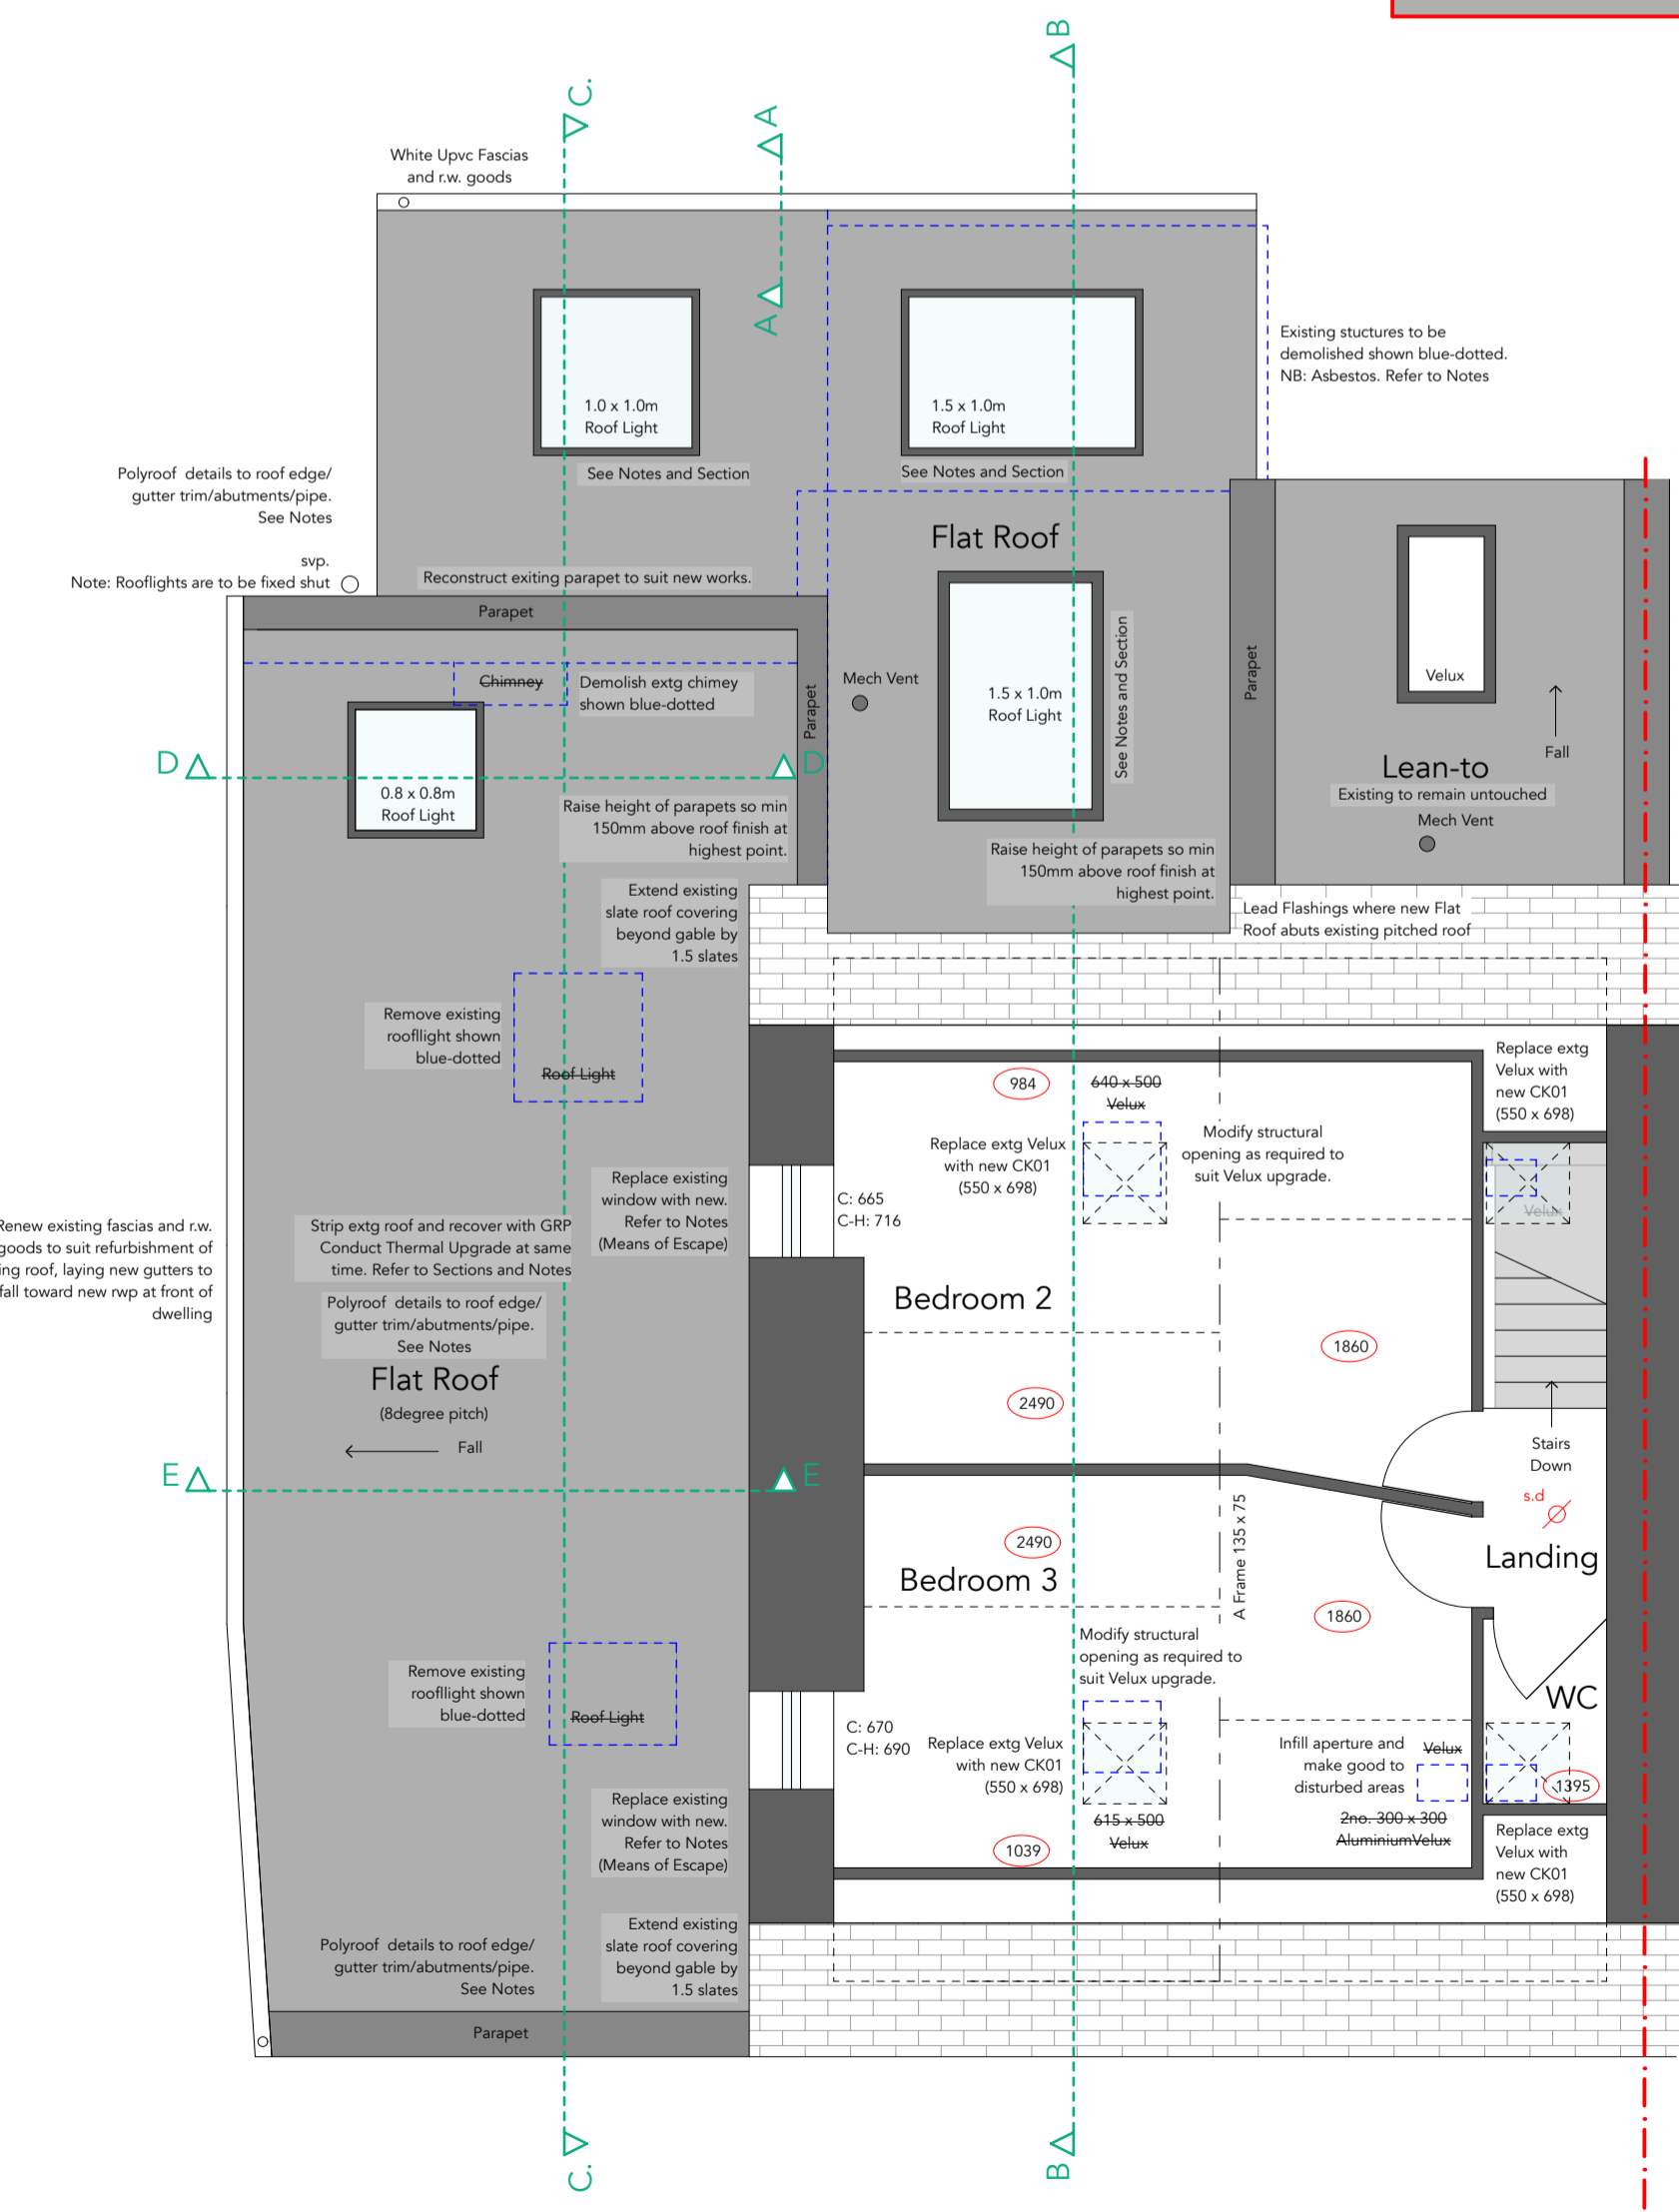 B
C.
A
White Upvc Fascias
and r.w. goods
A
Existing stuctures to be
demolished shown blue-dotted.
NB: Asbestos. Refer to Notes
1.0 x 1.0m
Roof Light
1.5 x 1.0m
Roof Light
See Notes and Section
See Notes and Section
Polyroof details to roof edge/
gutter trim/abutments/pipe.
See Notes
svp.
Note: Rooflights are to be fixed shut
Flat Roof
Reconstruct exiting parapet to suit new works.
Parapet
Chimney
Demolish extg chimey
shown blue-dotted
Parapet
Mech Vent
1.5 x 1.0m
Roof Light
See Notes and Section
Parapet
Velux
Fall
D
D
0.8 x 0.8m
Roof Light
Lean-to
Existing to remain untouched
Mech Vent
Raise height of parapets so min
150mm above roof finish at
highest point.
Raise height of parapets so min
150mm above roof finish at
highest point.
Extend existing
slate roof covering
beyond gable by
1.5 slates
Lead Flashings where new Flat
Roof abuts existing pitched roof
Remove existing
roofllight shown
blue-dotted
Roof Light
984
640 x 500
Velux
Replace extg
Velux with
new CK01
(550 x 698)
Replace extg Velux
with new CK01
(550 x 698)
Modify structural
opening as required to
suit Velux upgrade.
Velux
Replace existing
window with new.
Refer to Notes
(Means of Escape)
C: 665
C-H: 716
Renew existing fascias and r.w.
goods to suit refurbishment of
ing roof, laying new gutters to
fall toward new rwp at front of
dwelling
Strip extg roof and recover with GRP
Conduct Thermal Upgrade at same
time. Refer to Sections and Notes
Polyroof details to roof edge/
gutter trim/abutments/pipe.
See Notes
Flat Roof
(8degree pitch)
Fall
Bedroom 2
1860
2490
Stairs
Down
s.d
E
E
2490
Bedroom 3
A Frame 135 x 75
Landing
1860
Modify structural
opening as required to
suit Velux upgrade.
Remove existing
roofllight shown
blue-dotted
Roof Light
WC
C: 670
C-H: 690
Replace extg Velux
with new CK01
(550 x 698)
Infill aperture and
make good to
disturbed areas
Velux
1395
615 x 500
Velux
2no. 300 x 300
AluminiumVelux
Replace existing
window with new.
Refer to Notes
(Means of Escape)
1039
Replace extg
Velux with
new CK01
(550 x 698)
Extend existing
slate roof covering
beyond gable by
1.5 slates
Polyroof details to roof edge/
gutter trim/abutments/pipe.
See Notes
Parapet
C.
B